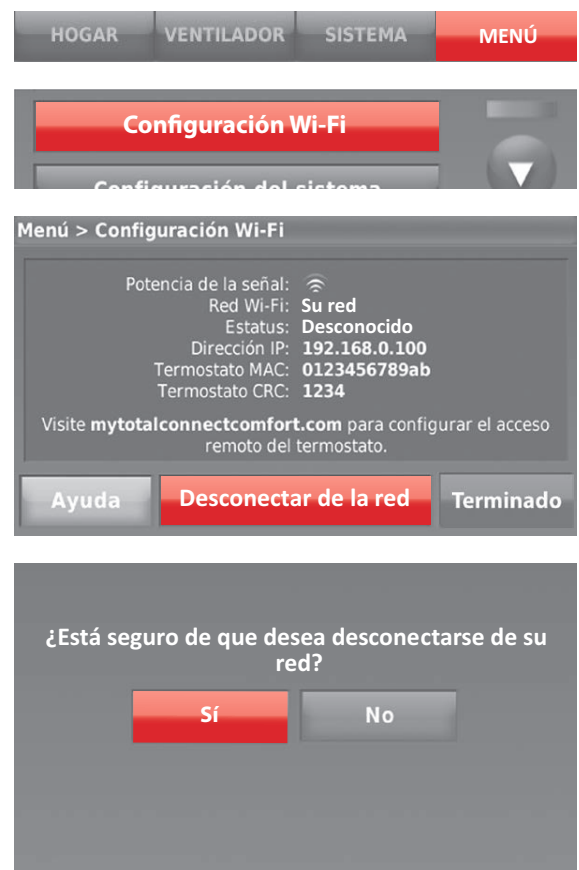 HOGAR VENTILADOR SISTEMA MENÚ
Configuración Wi-Fi
Configuración del sistema
Menú > Configuración Wi-Fi
Potencia de la señal:
Red Wi-Fi: Su red
Estatus: Desconocido
Dirección IP: 192.168.0.100
Termostato MAC: 0123456789ab
Termostato CRC: 1234
Visite mytotalconnectcomfort.com para configurar el acceso
remoto del termostato.
Ayuda Desconectar de la red Terminado
¿Está seguro de que desea desconectarse de su
red?
Sí No